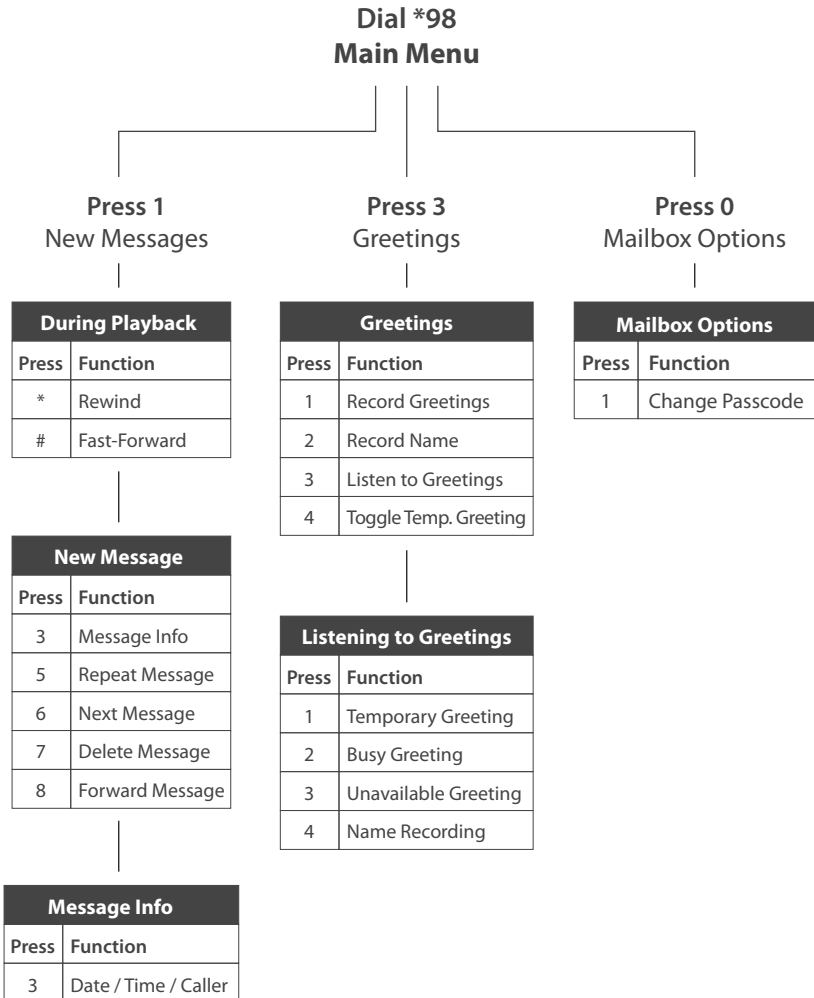 Dial *98
Main Menu
Press 1
New Messages
During Playback
Press Function
* Rewind
# Fast-Forward
New Message
Press Function
3 Message Info
5 Repeat Message
6 Next Message
7 Delete Message
8 Forward Message
Message Info
Press Function
3 Date / Time / Caller
Press 3
Greetings
Greetings
Press Function
1 Record Greetings
2 Record Name
3 Listen to Greetings
4 Toggle Temp. Greeting
Listening to Greetings
Press Function
1 Temporary Greeting
2 Busy Greeting
3 Unavailable Greeting
4 Name Recording
Press 0
Mailbox Options
Mailbox Options
Press Function
1 Change Passcode